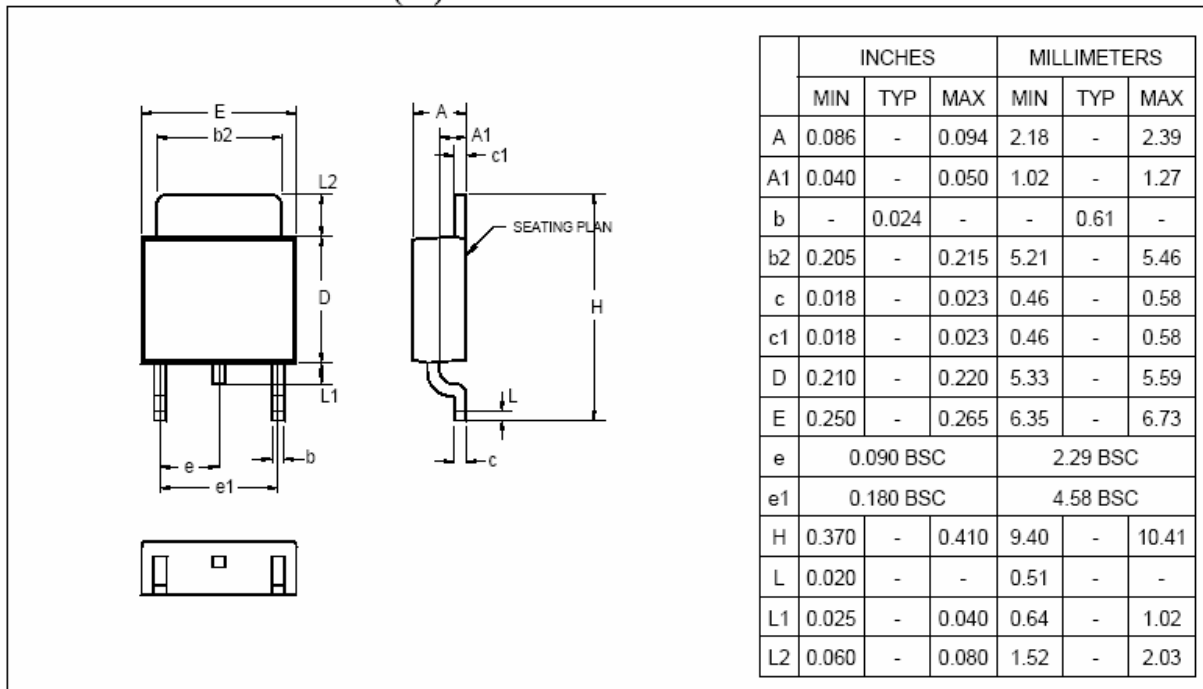 E
b2
L2
D
L1
e
b
e1
A
A1
c1
SEATING PLAN
H
L
c
INCHES MILLIMETERS
MIN TYP MAX MIN TYP MAX
A 0.086 - 0.094 2.18 - 2.39
A1 0.040 - 0.050 1.02 - 1.27
b - 0.024 - - 0.61 -
b2 0.205 - 0.215 5.21 - 5.46
c 0.018 - 0.023 0.46 - 0.58
c1 0.018 - 0.023 0.46 - 0.58
D 0.210 - 0.220 5.33 - 5.59
E 0.250 - 0.265 6.35 - 6.73
e 0.090 BSC 2.29 BSC
e1 0.180 BSC 4.58 BSC
H 0.370 - 0.410 9.40 - 10.41
L 0.020 - - 0.51 - -
L1 0.025 - 0.040 0.64 - 1.02
L2 0.060 - 0.080 1.52 - 2.03